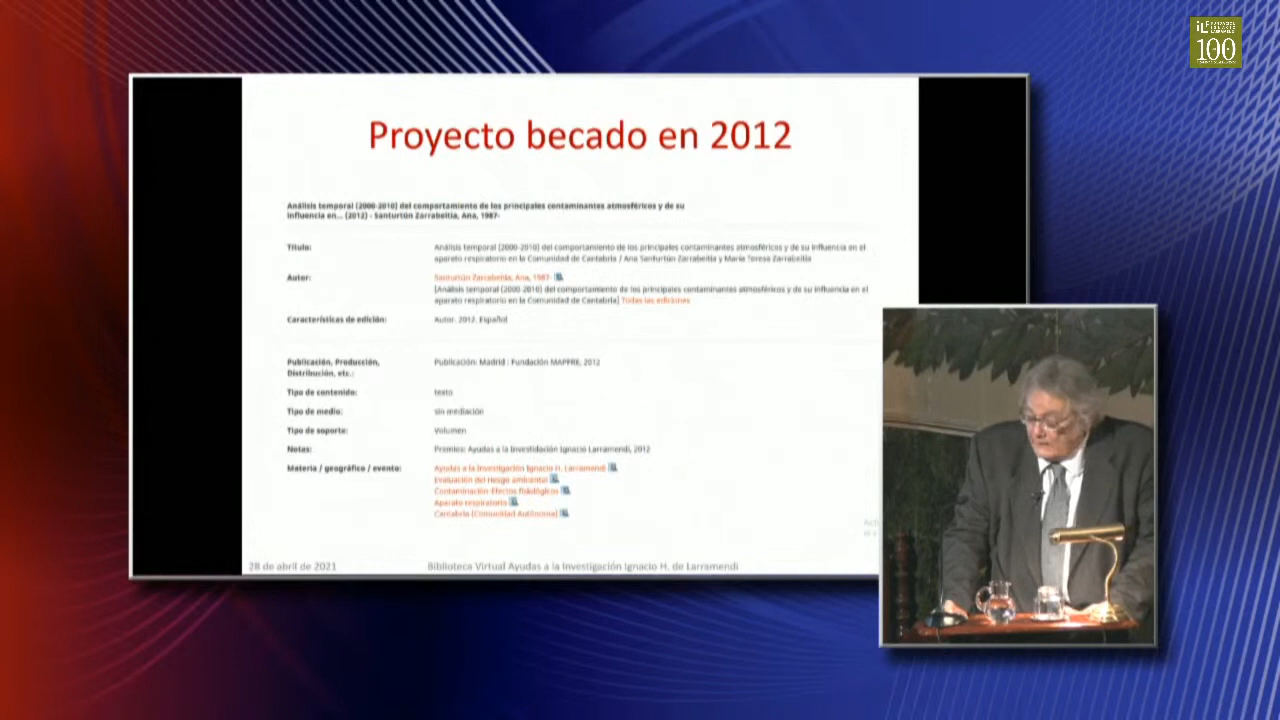 100
Proyecto becado en 2012
Análisis temporal (2000-2010) del comportamiento de los principales contaminantes atmosféricos y de su
influencia en... (2012) - Santurtún Zarrabeitia, Ana, 1987-
Título:
Análisis temporal (2000-2010) del comportamiento de los principales contaminantes atmosféricos y de su influencia en el
aparato respiratorio en la Comunidad de Cantabria / Ana Santurtún Zarrabeitia y María Teresa Zarrabeitia
Autor:
Santurtún Zarrabeitia, Ana, 1987-
[Análisis temporal (2000-2010) del comportamiento de los principales contaminantes atmosféricos y de su influencia en el
aparato respiratorio en la Comunidad de Cantabria] Todas las ediciones
Características de edición:
Autor. 2012. Español
Publicación, Producción,
Distribución, etc.:
Publicación: Madrid : Fundación MAPFRE, 2012
Tipo de contenido:
texto
Tipo de medio:
sin mediación
Tipo de soporte:
Volumen
Notas:
Premios: Ayudas a la Investidación Ignacio Larramendi, 2012
Materia / geográfico / evento:
Ayudas a la Investigación Ignacio H. Larramendi
Evaluación del riesgo ambiental
Contaminación-Efectos fisiológicos
Aparato respiratorio
Cantabria (Comunidad Autónoma)
28 de abril de 2021
Biblioteca Virtual Ayudas a la Investigación Ignacio H. de Larramendi